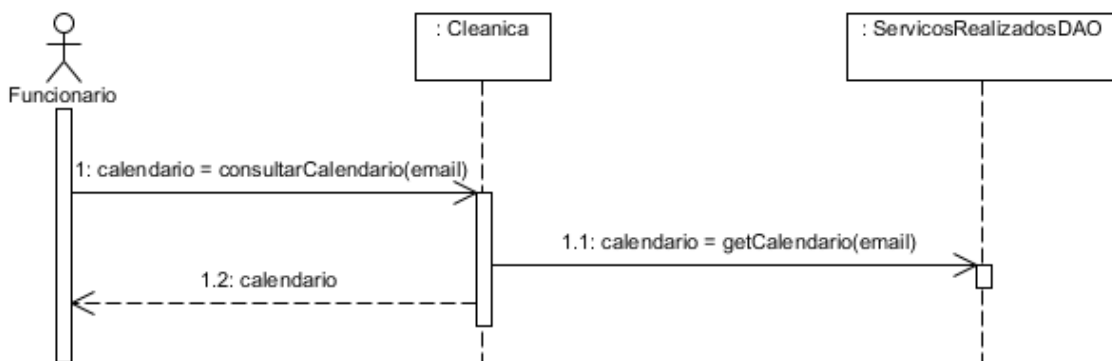 : Cleanica
: ServicosRealizadosDAO
Funcionario
1: calendario = consultarCalendario(email)
1.1: calendario = getCalendario(email)
1.2: calendario